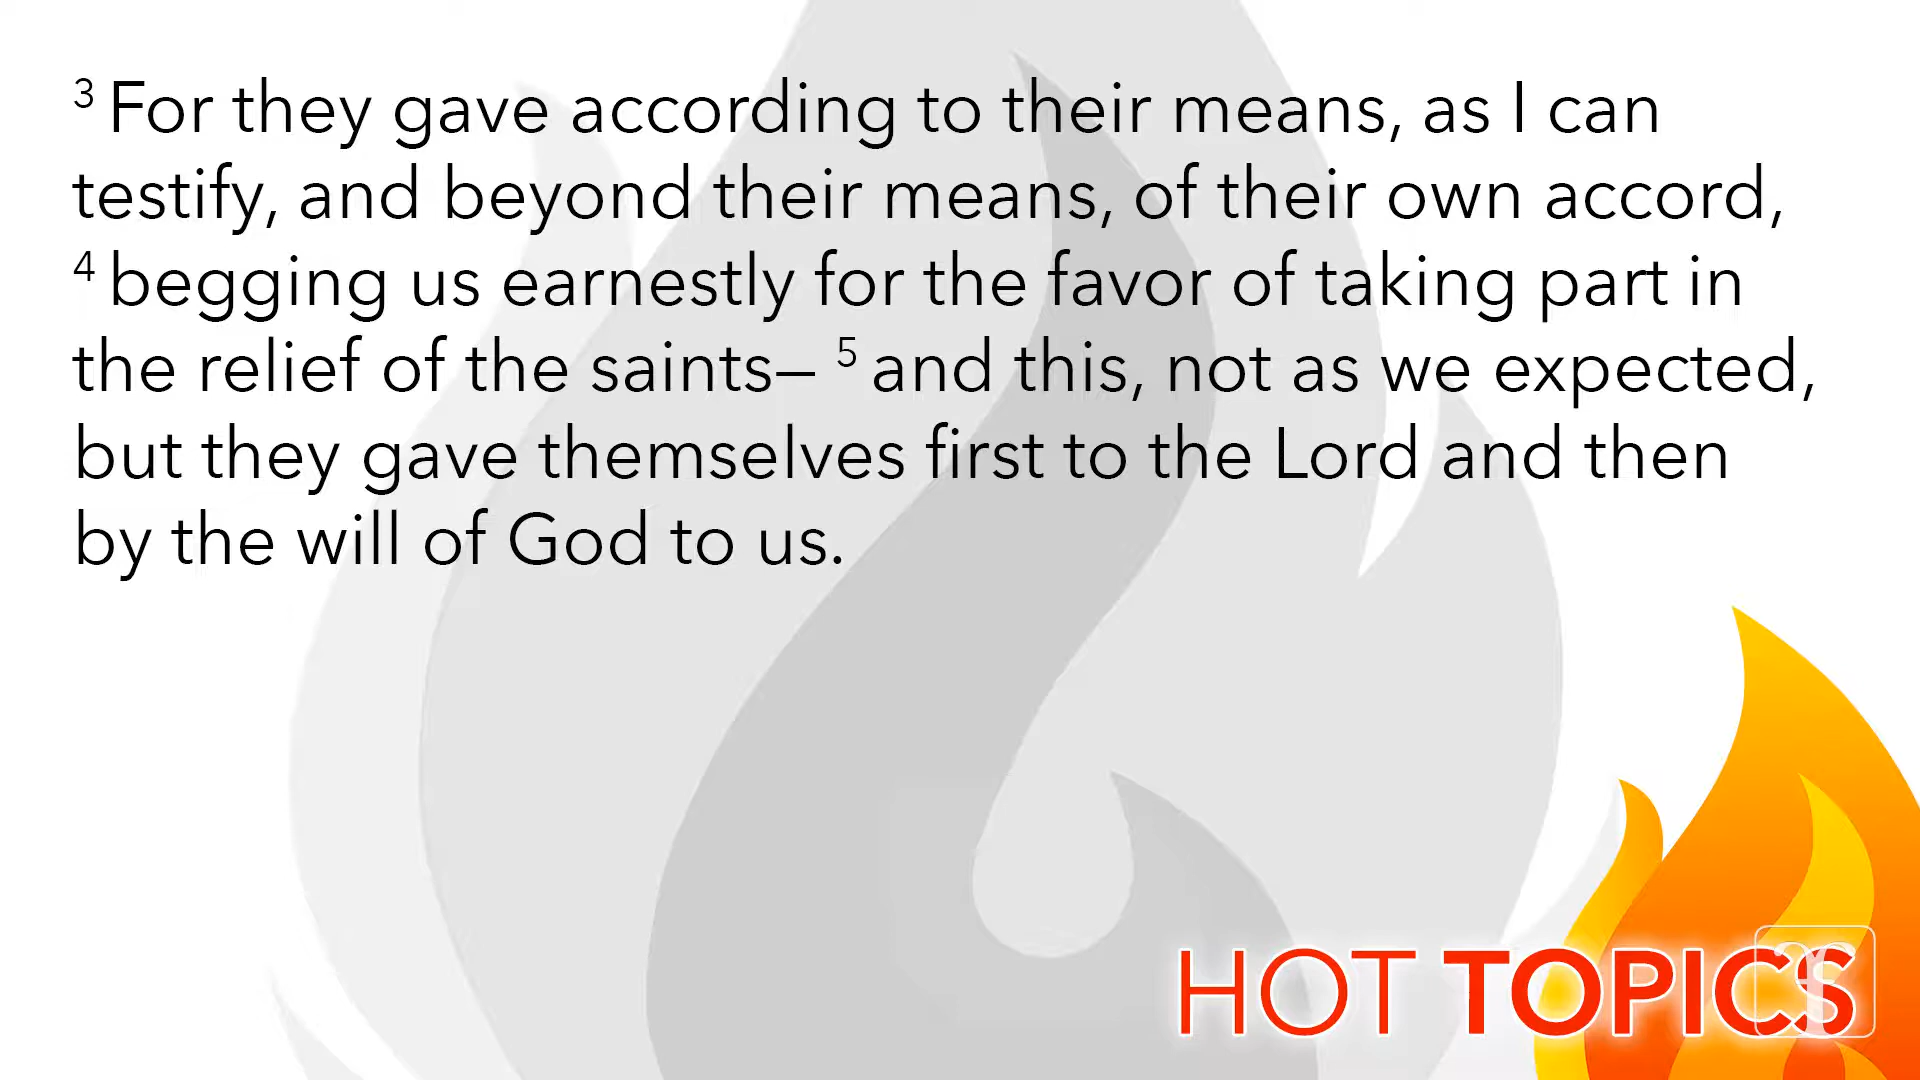 ³ For they gave according to their means, as I can
testify, and beyond their means, of their own accord,
⁴ begging us earnestly for the favor of taking part in
the relief of the saints— ⁵ and this, not as we expected,
but they gave themselves first to the Lord and then
by the will of God to us.
HOT TOPICS